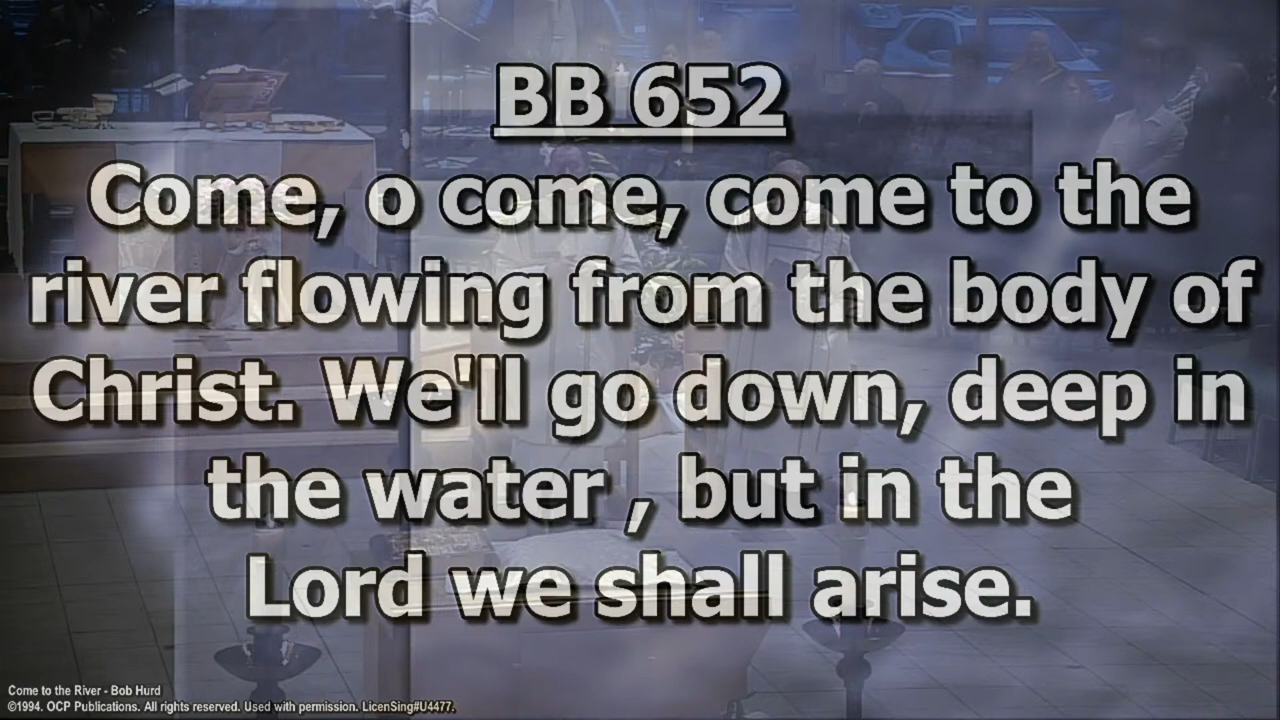 BB 652
Come, o come, come to the
river flowing from the body of
Christ. We'll go down, deep in
the water , but in the
Lord we shall arise.
Come to the River - Bob Hurd
©1994. OCP Publications. All rights reserved. Used with permission. LicenSing#U4477.